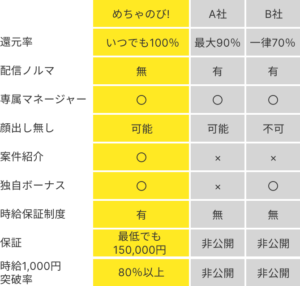 めちゃのび! A社 B社
還元率 いつでも100% 最大90% 一律70%
配信ノルマ 無 有 有
専属マネージャー 〇 〇 〇
顔出し無し 可能 可能 不可
案件紹介 〇 × ×
独自ボーナス 〇 × 〇
時給保証制度 有 無 無
保証 最低でも 非公開 非公開
150,000円
時給1,000円 80%以上 非公開 非公開
突破率